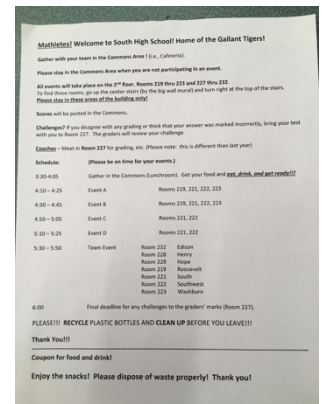 Mathletes! Welcome to South High School! Home of the Gallant Tigers!
Gather with your team in the Commons Area ! (i.e., Cafeteria).
Please stay in the Commons Area when you are not participating in an event.
All events will take place on the 2nd floor, Rooms 219 thru 223 and 227 thru 232.
To find these rooms, go up the center stairs (by the big wall mural) and turn right at the top of the stairs.
Please stay in these areas of the building only!
Scores will be posted in the Commons.
Challenges? If you disagree with any grading or think that your answer was marked incorrectly, bring your test
with you to Room 227. The graders will review your challenge.
Coaches – Meet in Room 227 for grading, etc. (Please note: this is different than last year)
Schedule: (Please be on time for your events.)
3:30-4:05 Gather in the Commons (Lunchroom). Get your food and eat, drink, and get ready!!!
4:10 – 4:25 Event A Rooms 219, 221, 222, 223
4:30 – 4:45 Event B Rooms 219, 221, 222, 223
4:50 – 5:05 Event C Rooms 221, 222
5:10 – 5:25 Event D Rooms 221, 222
5:30 – 5:50 Team Event Room 232 Edison
Room 228 Henry
Room 229 Hope
Room 219 Roosevelt
Room 221 South
Room 222 Southwest
Room 223 Washburn
6:00 Final deadline for any challenges to the graders' marks (Room 227).
PLEASE!!! RECYCLE PLASTIC BOTTLES AND CLEAN UP BEFORE YOU LEAVE!!!
Thank You!!!
Coupon for food and drink!
Enjoy the snacks! Please dispose of waste properly! Thank you!